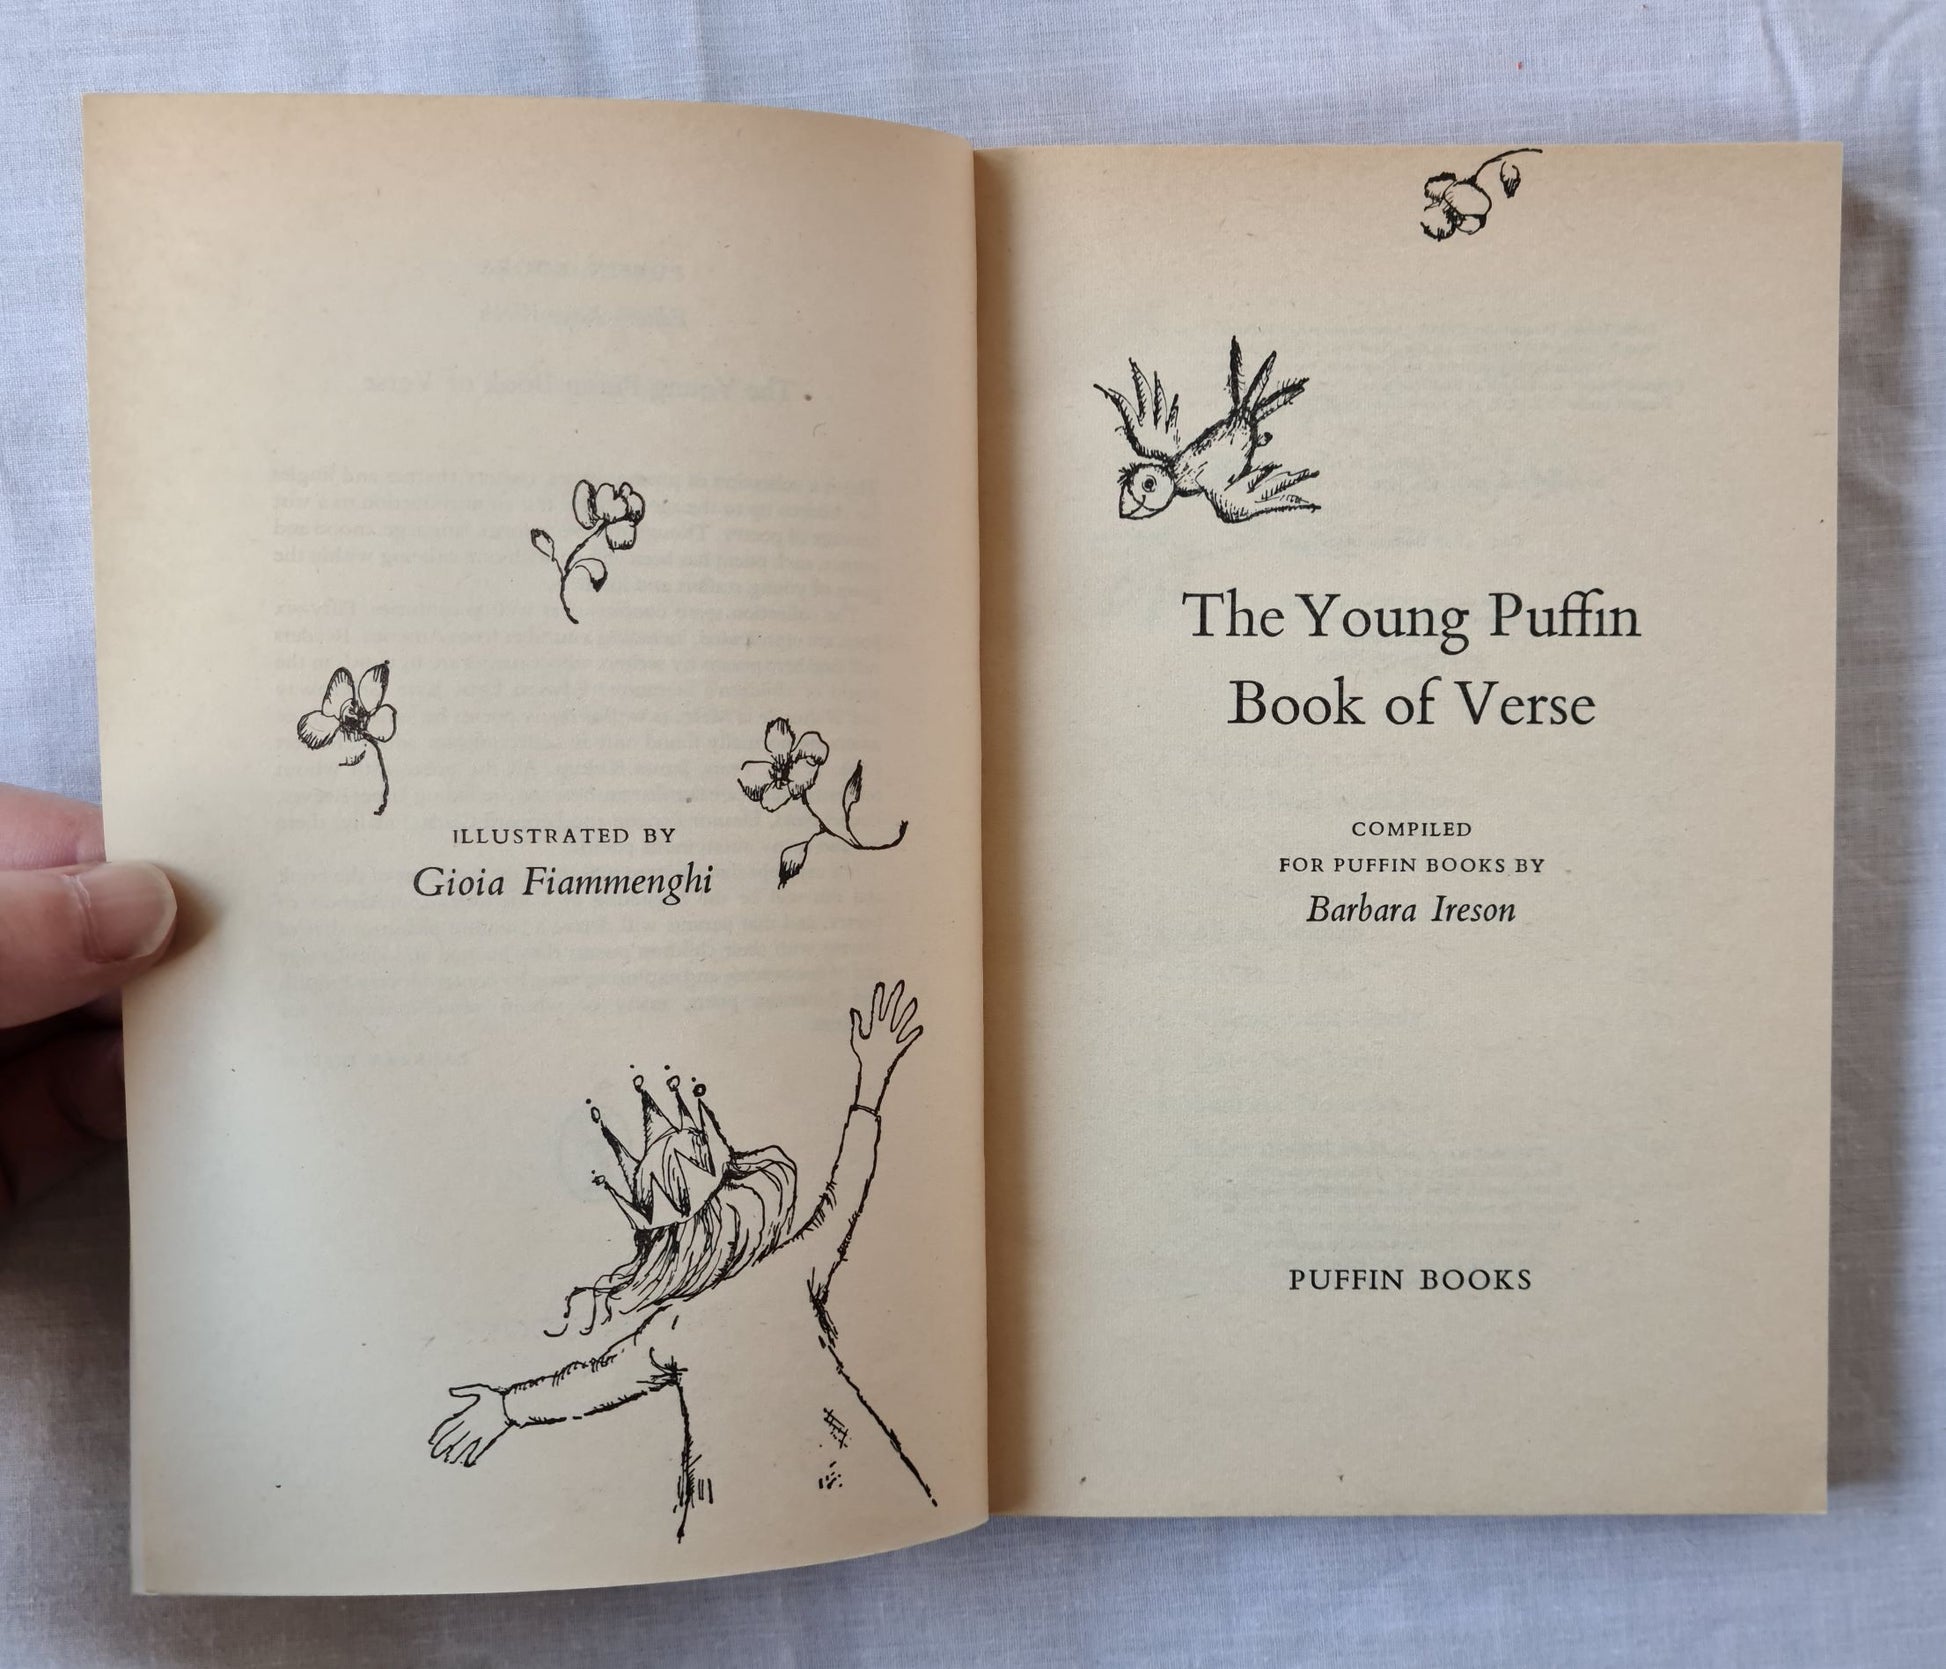 ILLUSTRATED BY
Gioia Fiammenghi
The Young Puffin
Book of Verse
COMPILED
FOR PUFFIN BOOKS BY
Barbara Ireson
PUFFIN BOOKS